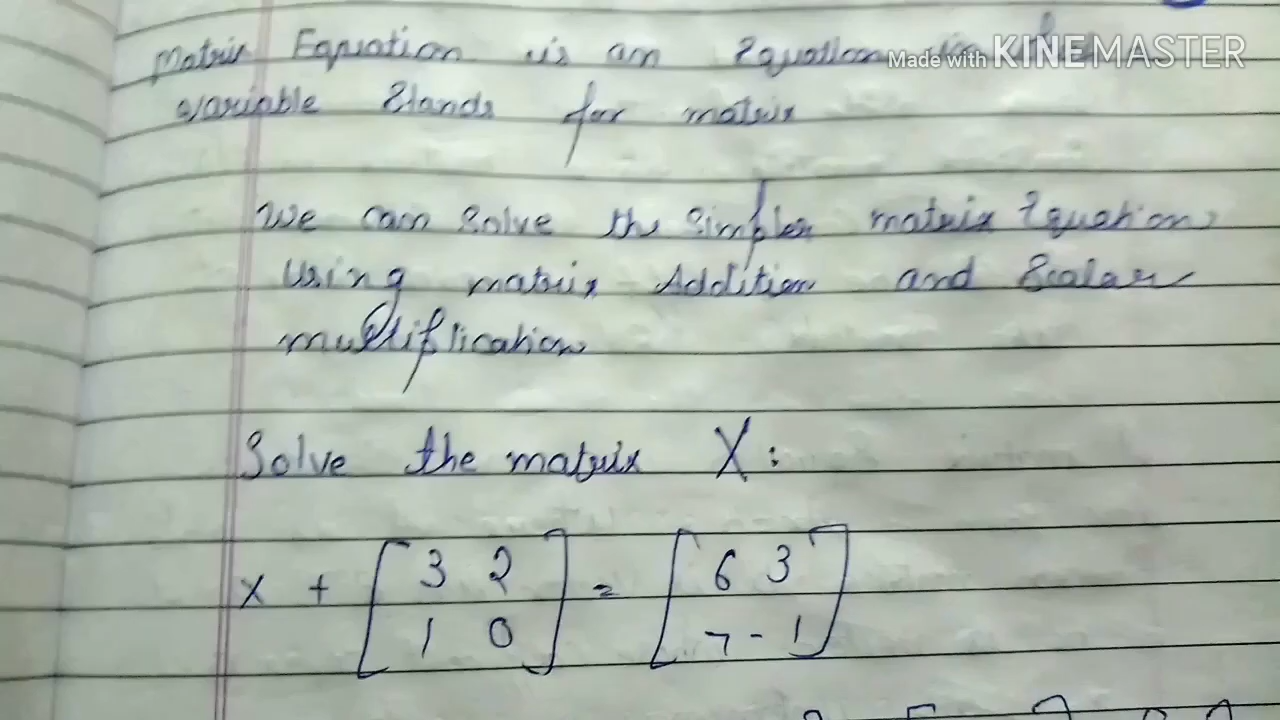 Matrix Equation is an Equation in
Made with KINEMASTER
variable Stands for matrix
We can Solve the Simpler matrix Equations
Using matrix Addition and Scalar
multiplication
Solve the matrix X:
x + [3 2 = [6 3
1 0] 7 -1]